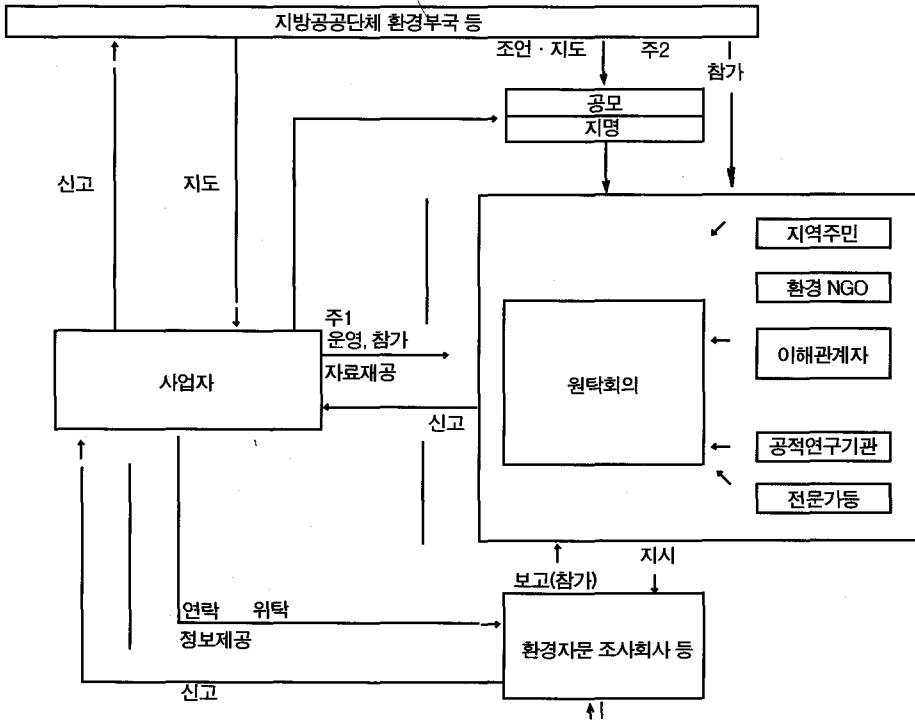 지방공공단체 환경부국 등
조언 · 지도
주2
참가
공모
지명
신고
지도
지역주민
환경 NGO
이해관계자
공적연구기관
전문가등
원탁회의
주1
운영, 참가
자료재공
사업자
신고
지시
보고(참가)
연락 위탁
정보제공
환경자문 조사회사 등
신고